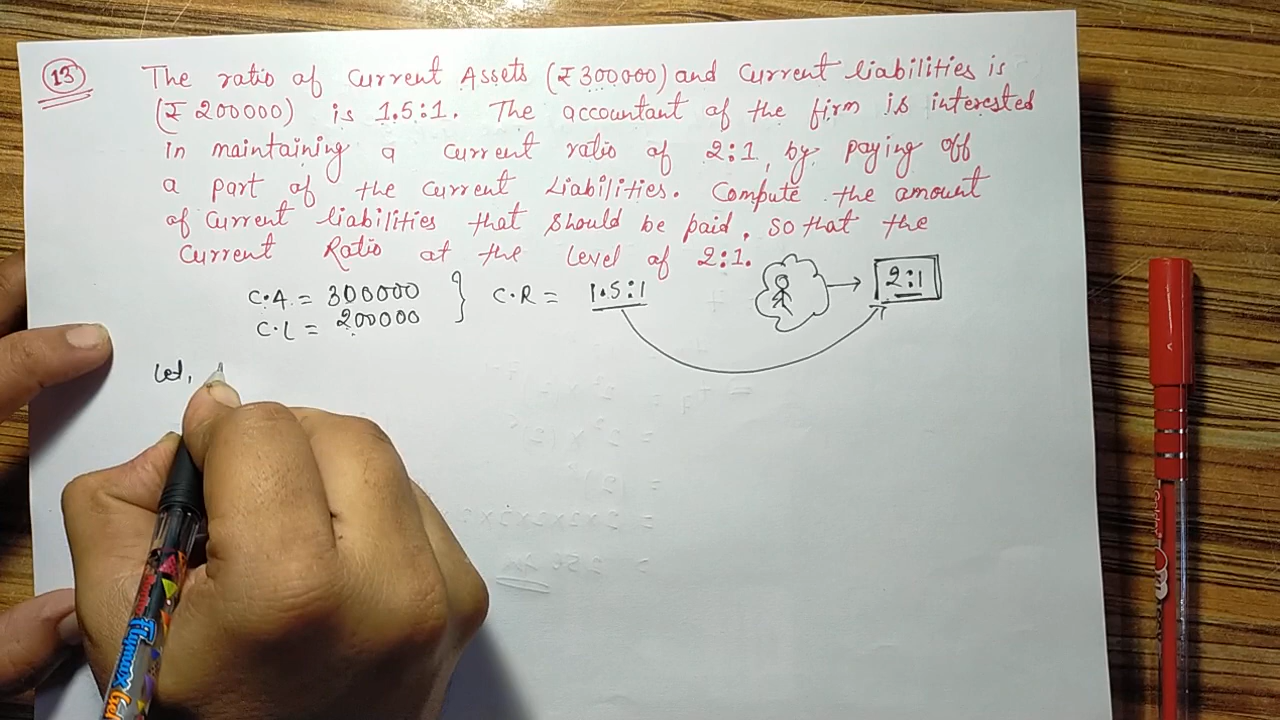 13 The ratio of Current Assets (₹300000) and Current liabilities is
(₹ 200000) is 1.5:1. The accountant of the firm is interested
in maintaining a current ratio of 2:1, by paying off
a part of the Current Liabilities. Compute the amount
of Current liabilities that should be paid, so that the
Current Ratio at the level of 2:1.
C.A = 300000 } C.R = 1.5:1 → 2:1
C.L = 200000
Let,